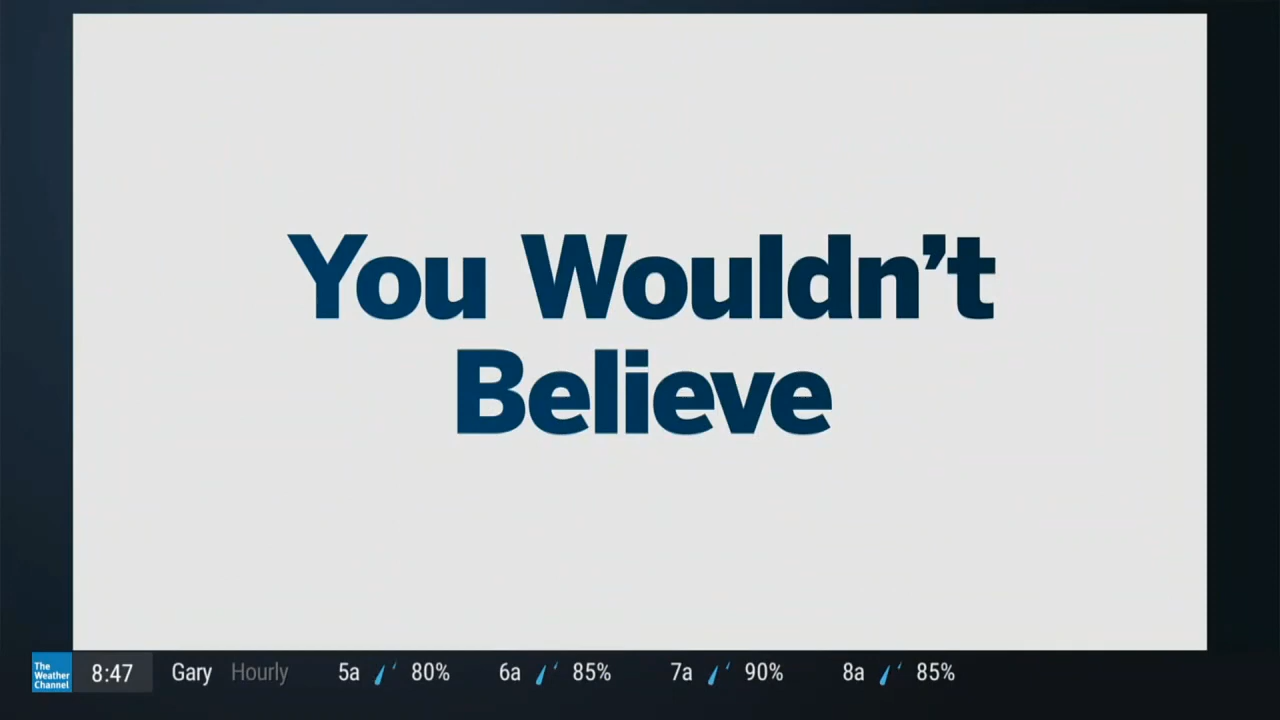 You Wouldn't
Believe
The
Weather
Channel
8:47 Gary Hourly 5a 80% 6a 85% 7a 90% 8a 85%